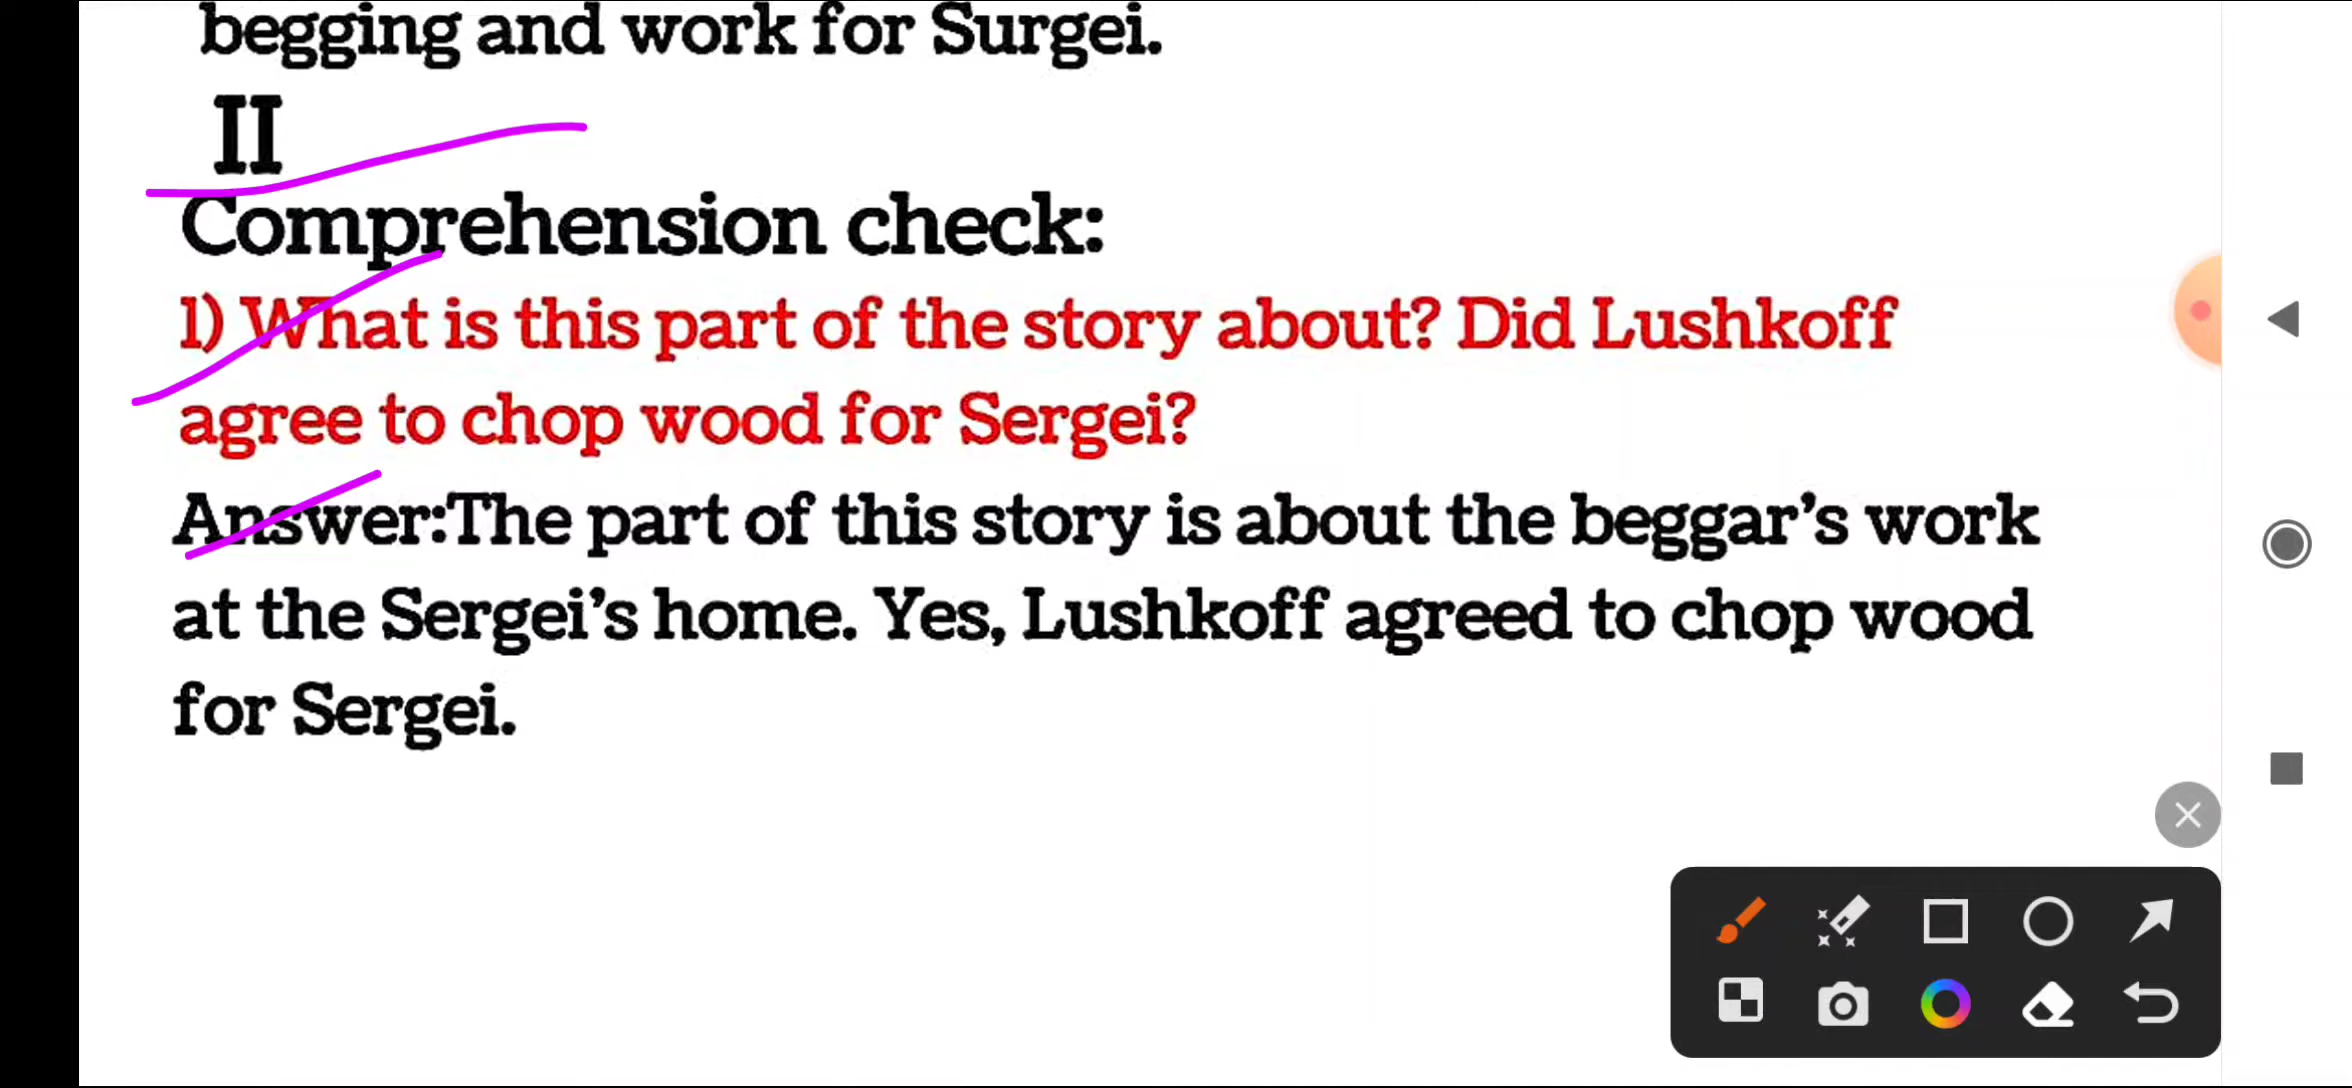 begging and work for Surgei.
II
Comprehension check:
1) What is this part of the story about? Did Lushkoff
agree to chop wood for Sergei?
Answer:The part of this story is about the beggar’s work
at the Sergei’s home. Yes, Lushkoff agreed to chop wood
for Sergei.